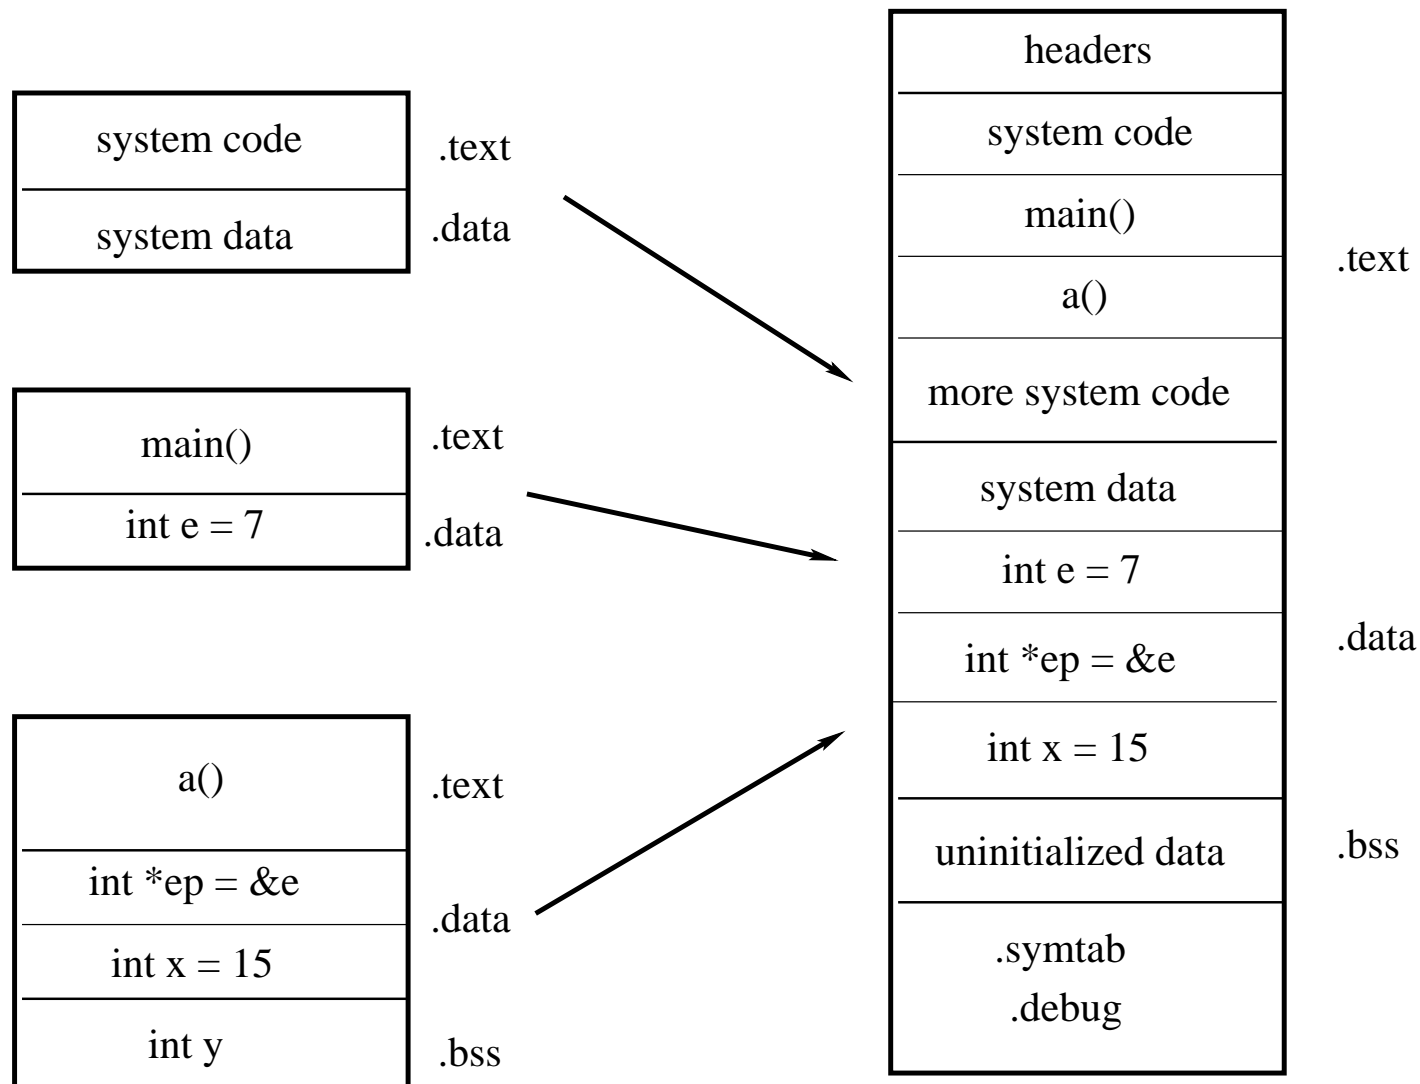 system code
.text
system data
.data
main()
.text
int e = 7
.data
a()
.text
int *ep = &e
.data
int x = 15
int y
.bss
headers
system code
main()
.text
a()
more system code
system data
int e = 7
.data
int *ep = &e
int x = 15
uninitialized data
.bss
.symtab
.debug